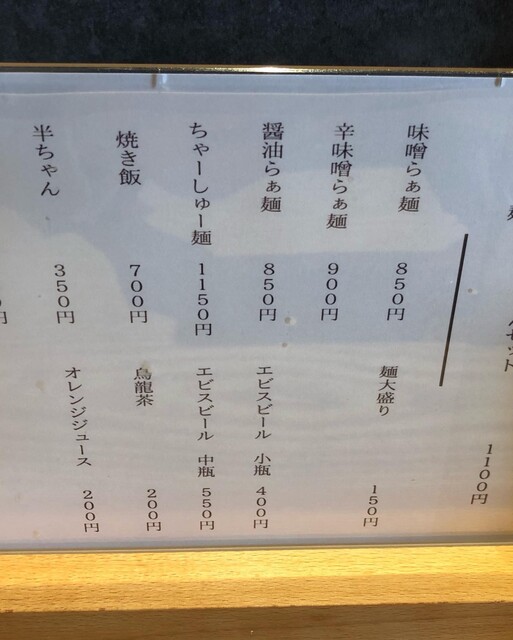 1100円
味噌らぁ麺 850円
辛味噌らぁ麺 900円
醤油らぁ麺 850円
ちゃーしゅー麺 1150円
焼き飯 700円
半ちゃん 350円
麺大盛り 150円
エビスビール 小瓶 400円
エビスビール 中瓶 550円
烏龍茶 200円
オレンジジュース 200円
円